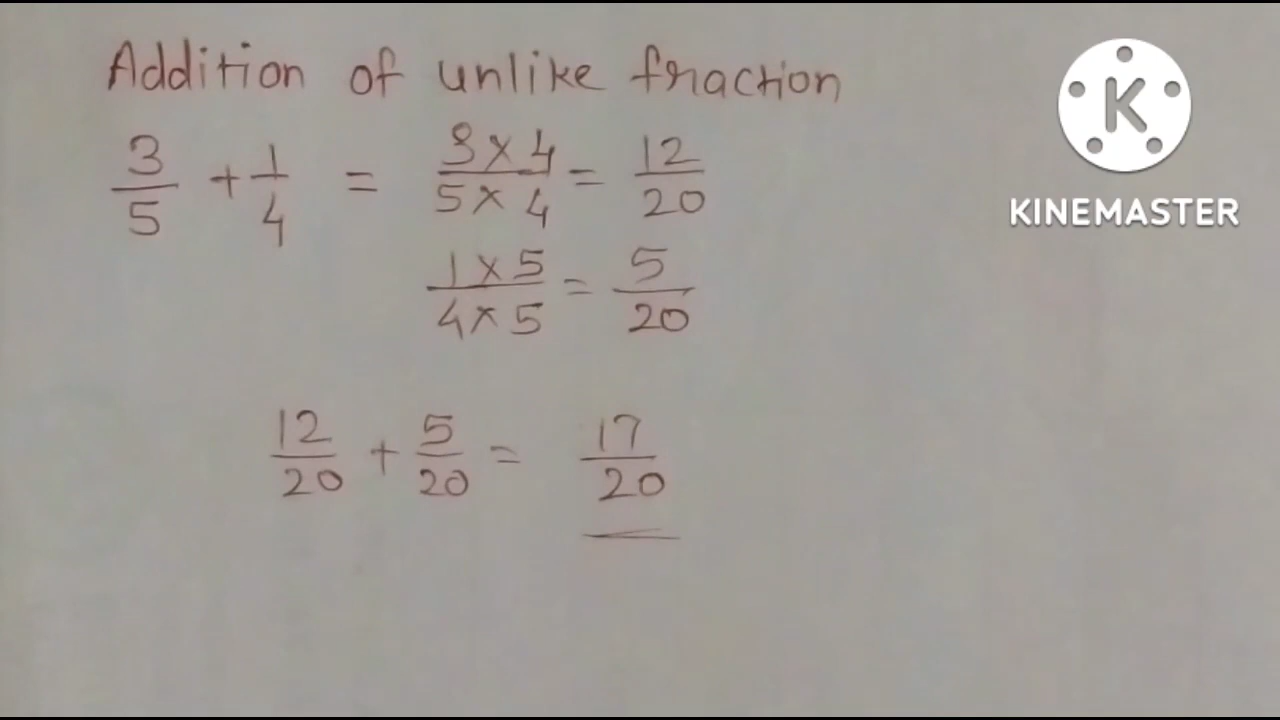 Addition of unlike fraction
3/5 + 1/4 = 3 × 4/5 × 4 = 12/20
1 × 5/4 × 5 = 5/20
12/20 + 5/20 = 17/20
K
KINEMASTER